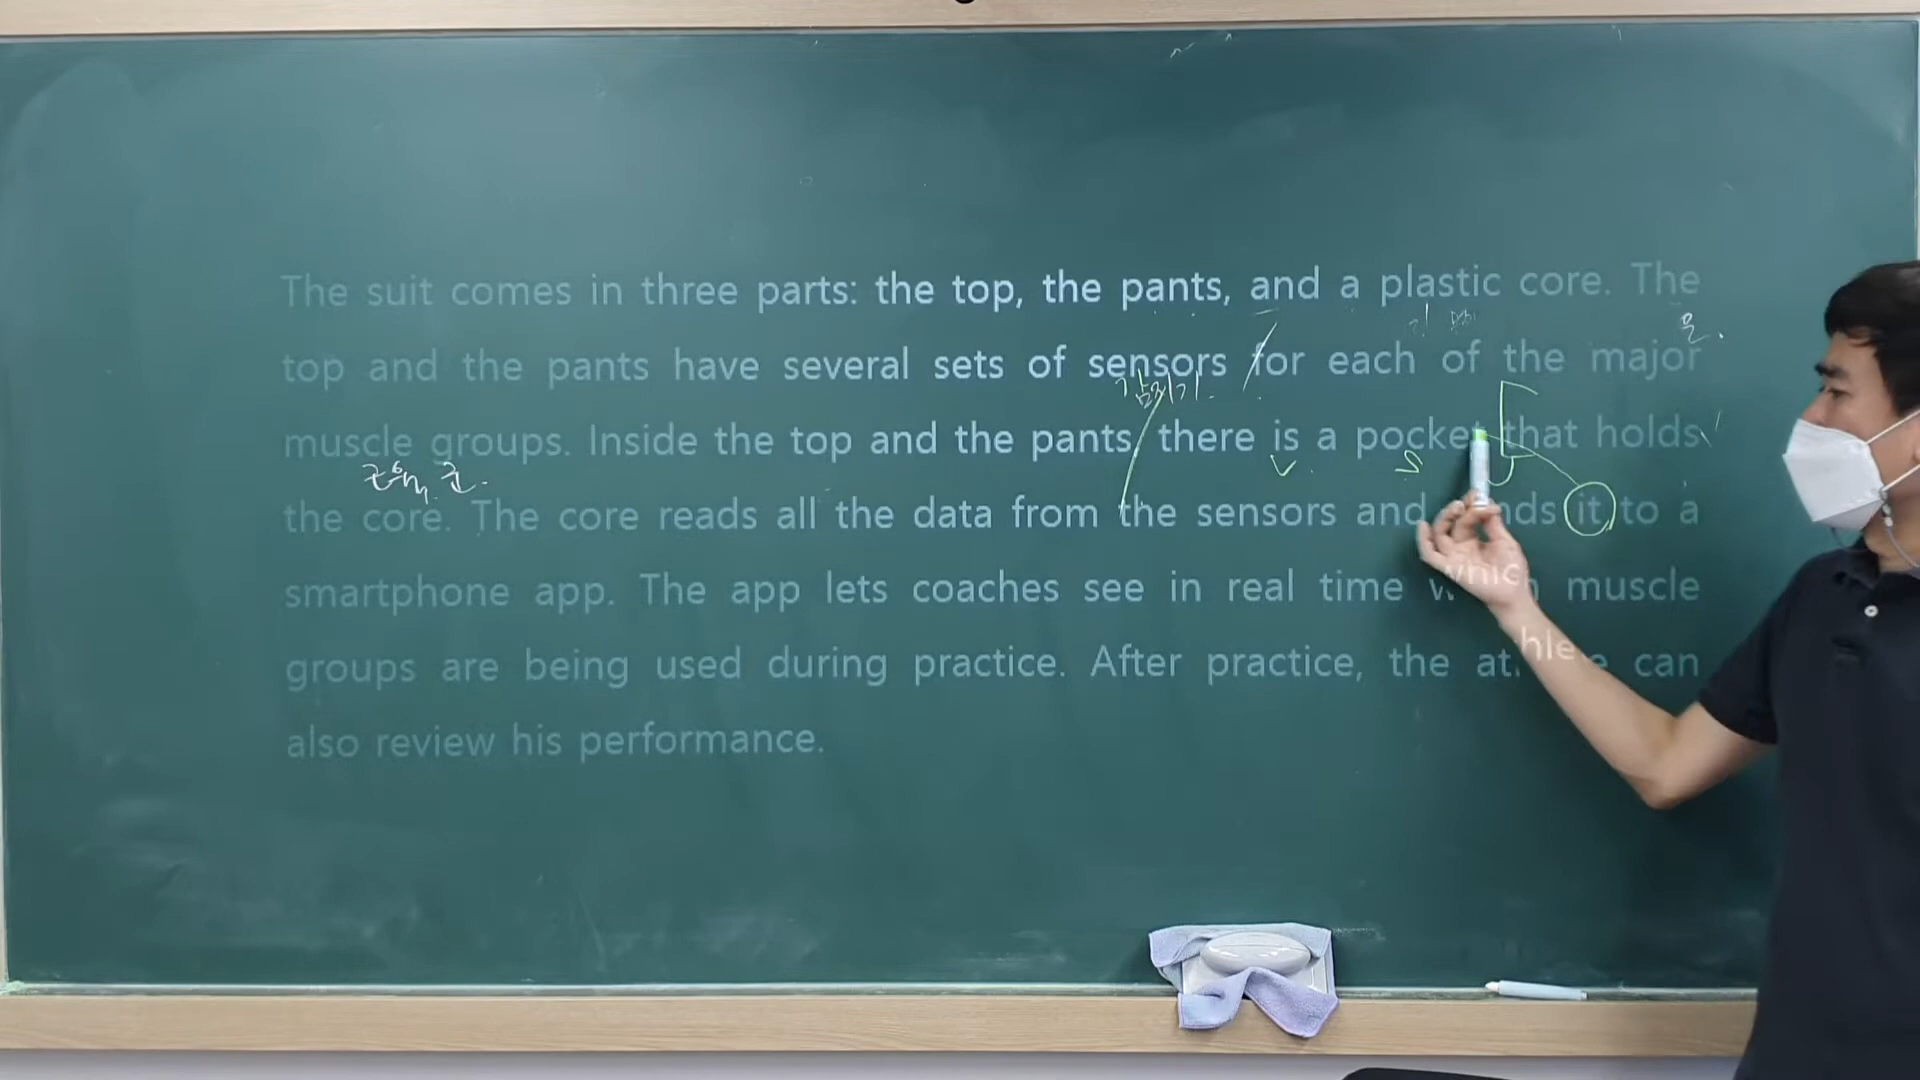 The suit comes in three parts: the top, the pants, and a plastic core. The
top and the pants have several sets of sensors for each of the major
감지기.
muscle groups. Inside the top and the pants, there is a pocket that holds
v s
the core. The core reads all the data from the sensors and it to a
smartphone app. The app lets coaches see in real time which muscle
groups are being used during practice. After practice, the athlete can
also review his performance.